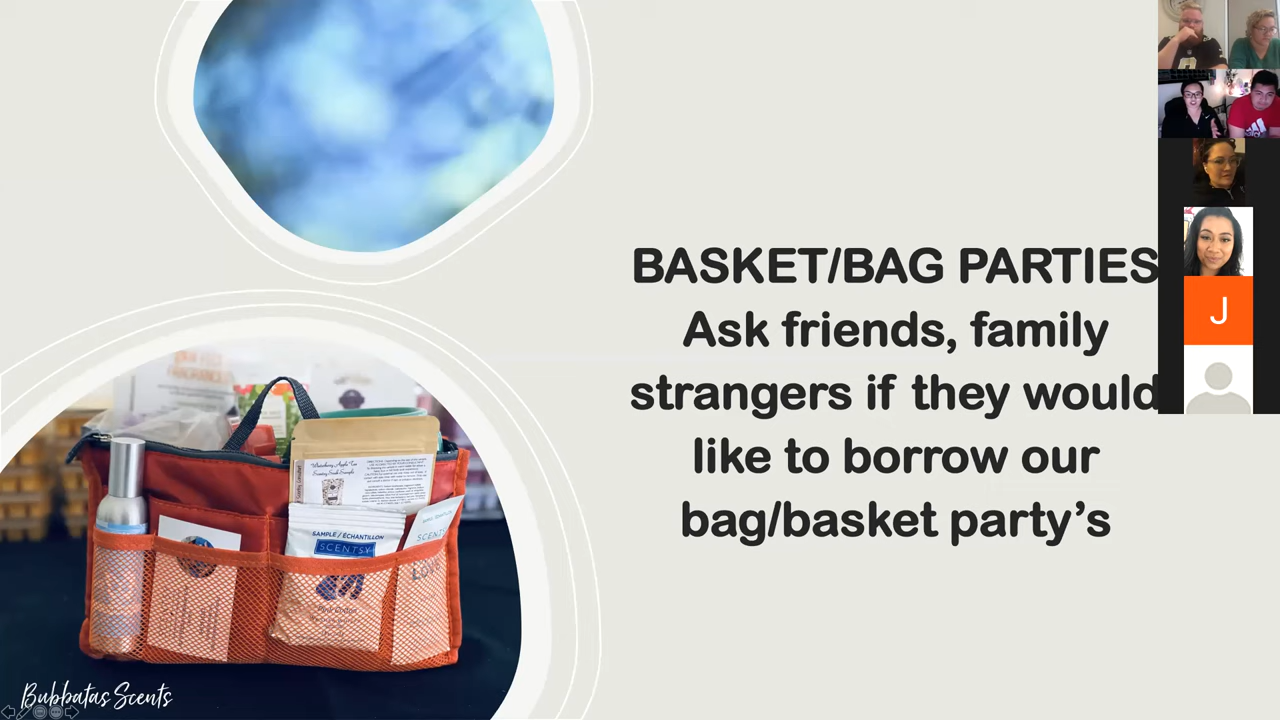 BASKET/BAG PARTIES
Ask friends, family
strangers if they would
like to borrow our
bag/basket party’s
J
SAMPLE / ÉCHANTILLON
SCENTSY
Bubbatas Scents